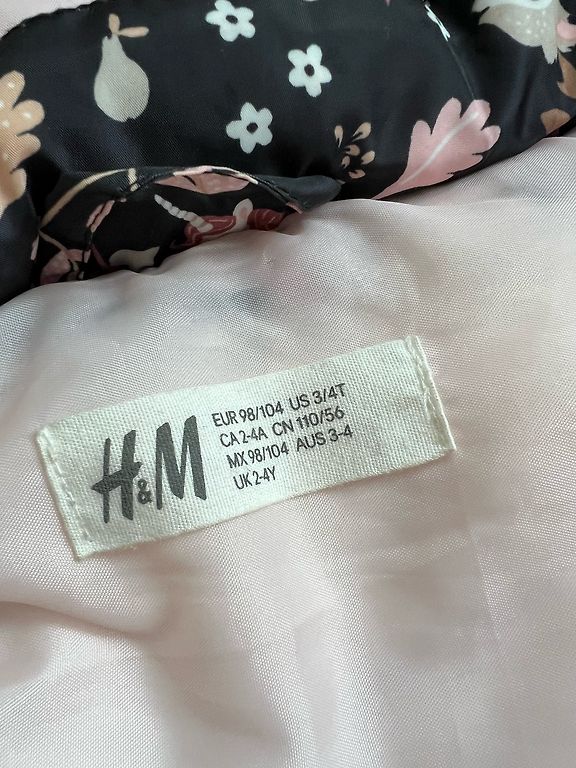 H&M
EUR 98/104 US 3/4T
CA 2-4A CN 110/56
MX 98/104 AUS 3-4
UK 2-4Y